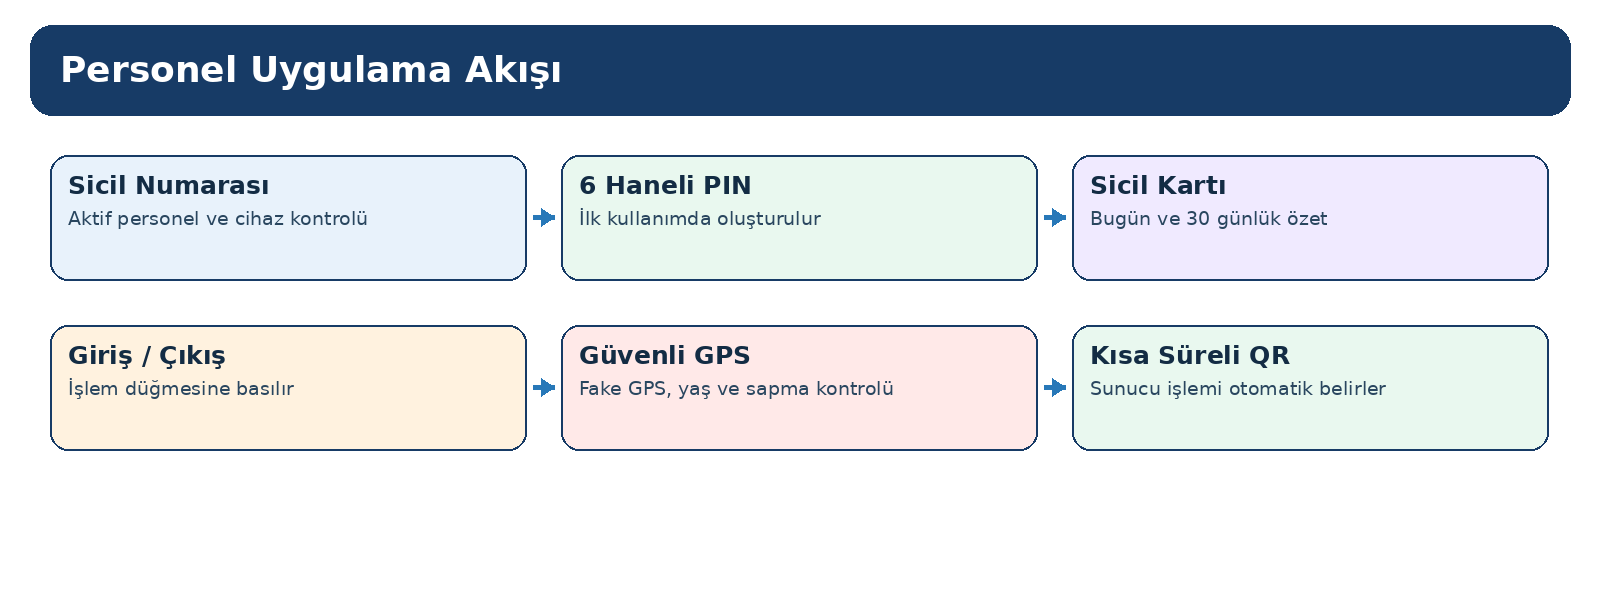 Personel Uygulama Akışı
Sicil Numarası
Aktif personel ve cihaz kontrolü
6 Haneli PIN
İlk kullanımda oluşturulur
Sicil Kartı
Bugün ve 30 günlük özet
Giriş / Çıkış
İşlem düğmesine basılır
Güvenli GPS
Fake GPS, yaş ve sapma kontrolü
Kısa Süreli QR
Sunucu işlemi otomatik belirler